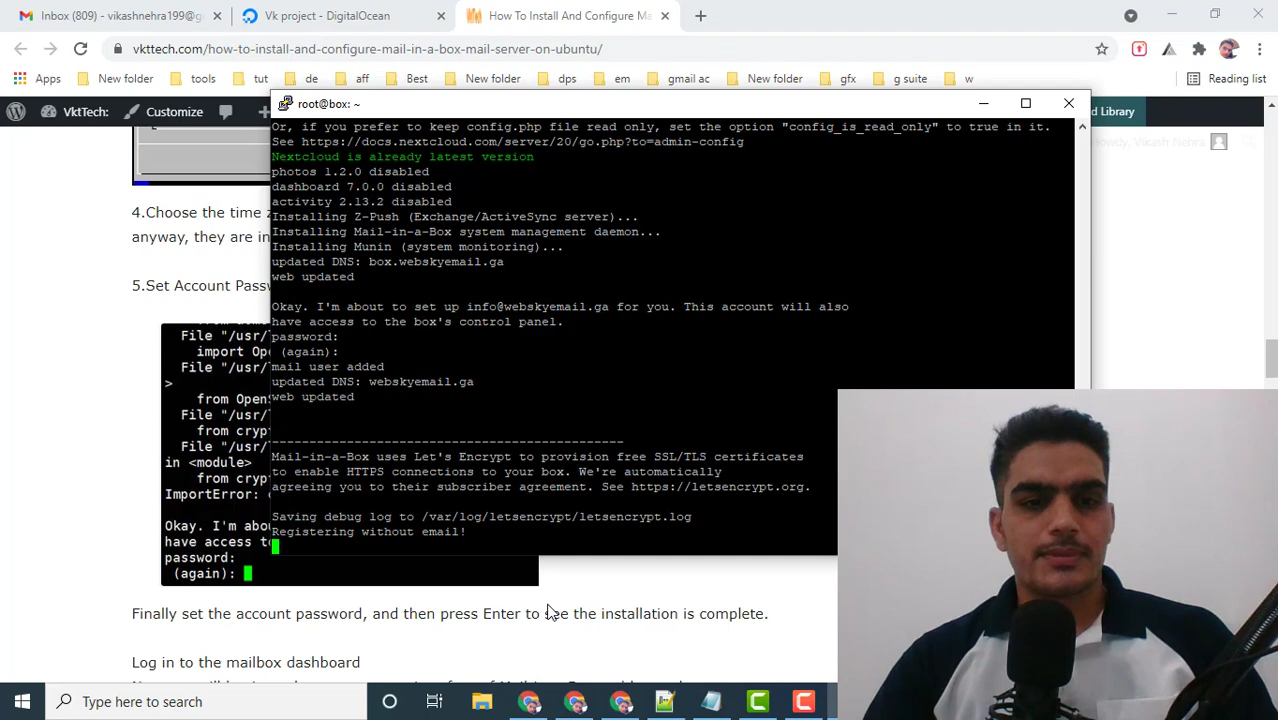 Inbox (809) - vikashnehra199@g
Vk project - DigitalOcean
How To Install And Configure Ma
vkttech.com/how-to-install-and-configure-mail-in-a-box-mail-server-on-ubuntu/
Apps
New folder
tools
tut
de
aff
Best
New folder
dps
em
gmail ac
New folder
gfx
g suite
w
Reading list
VktTech:
Customize
root@box: ~
d Library
owdy, Vikash Nehra
Or, if you prefer to keep config.php file read only, set the option "config_is_read_only" to true in it.
See https://docs.nextcloud.com/server/20/go.php?to=admin-config
Nextcloud is already latest version
photos 1.2.0 disabled
dashboard 7.0.0 disabled
activity 2.13.2 disabled
Installing Z-Push (Exchange/ActiveSync server)...
Installing Mail-in-a-Box system management daemon...
Installing Munin (system monitoring)...
updated DNS: box.webskyemail.ga
web updated
Okay. I'm about to set up info@webskyemail.ga for you. This account will also
have access to the box's control panel.
password:
(again):
mail user added
updated DNS: webskyemail.ga
web updated
--------------------------------------------------
Mail-in-a-Box uses Let's Encrypt to provision free SSL/TLS certificates
to enable HTTPS connections to your box. We're automatically
agreeing you to their subscriber agreement. See https://letsencrypt.org.
Saving debug log to /var/log/letsencrypt/letsencrypt.log
Registering without email!
4.Choose the time z
anyway, they are in
5.Set Account Passw
File "/usr/l
import Ope
File "/usr/l
>
from OpenS
File "/usr/l
from crypt
File "/usr/l
in <module>
from crypt
ImportError: c
Okay. I'm abou
have access to
password:
(again):
Finally set the account password, and then press Enter to see the installation is complete.
Log in to the mailbox dashboard
Type here to search